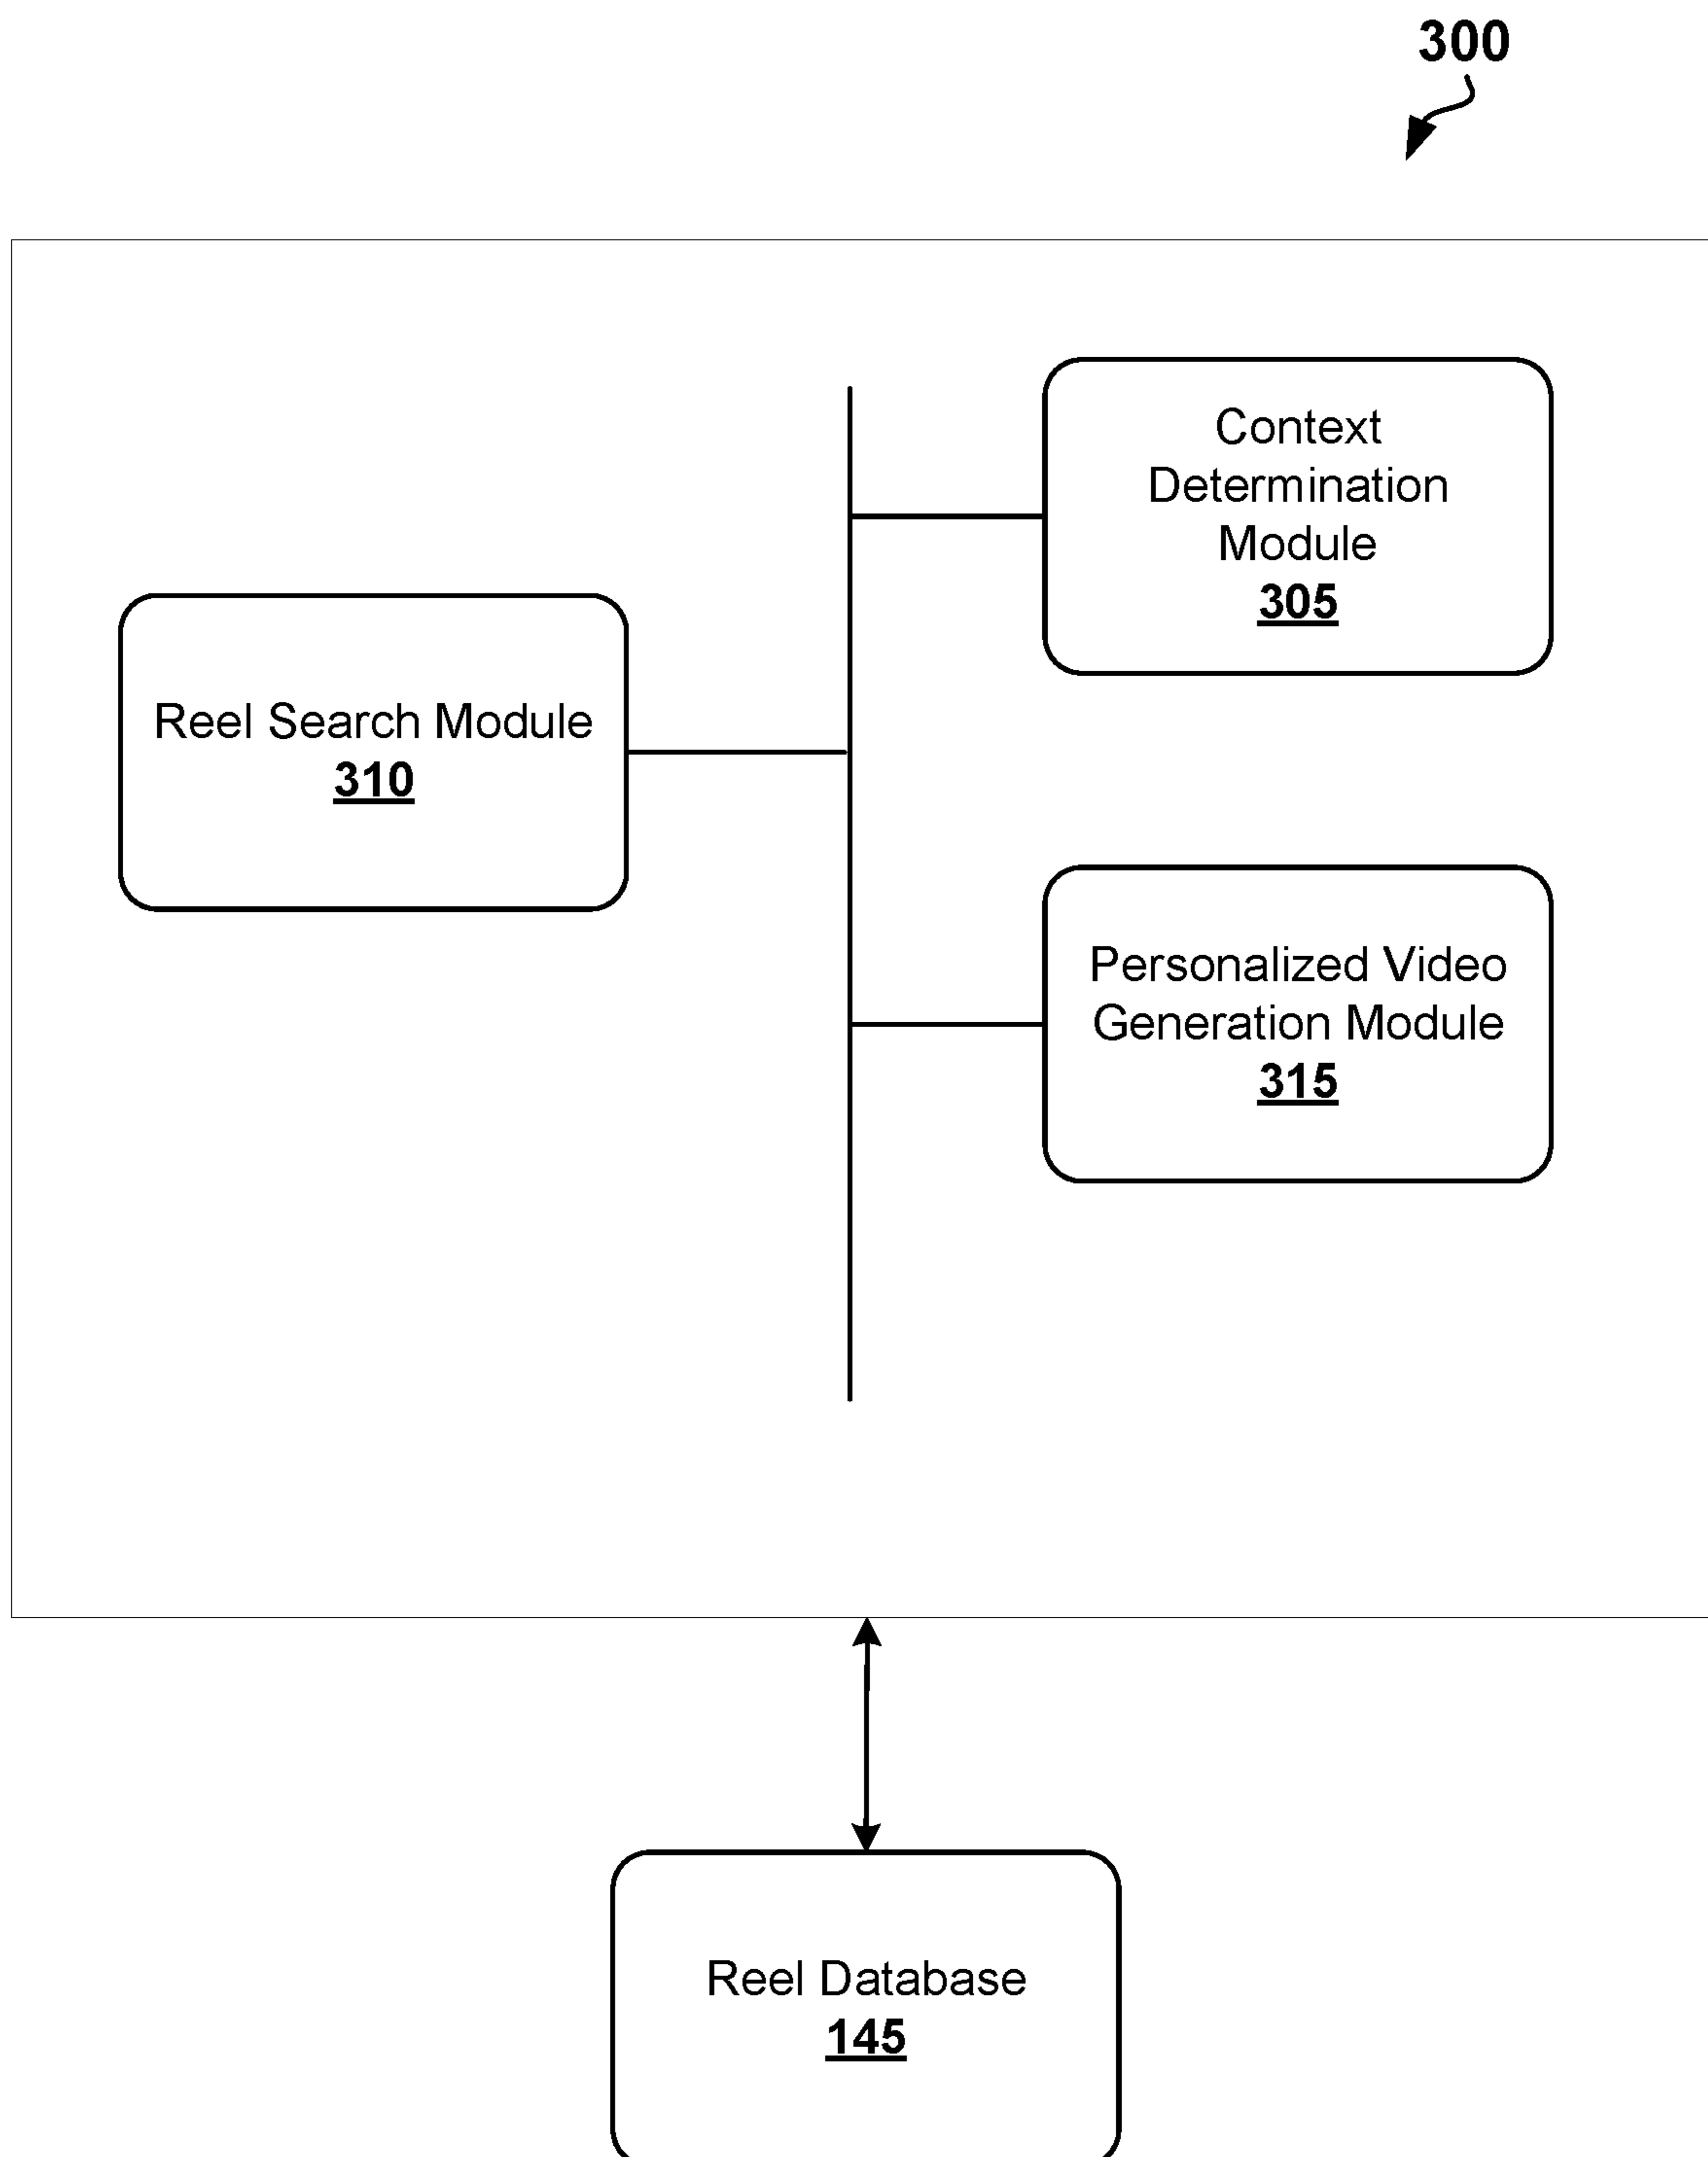 300
Context
Determination
Module
305
Reel Search Module
310
Personalized Video
Generation Module
315
Reel Database
145